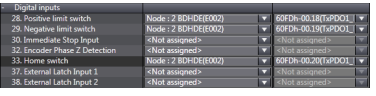 Digital inputs
28. Positive limit switch Node : 2 BDHDE(E002) 60FDh-00.18(TxPDO1_
29. Negative limit switch Node : 2 BDHDE(E002) 60FDh-00.19(TxPDO1_
30. Immediate Stop Input <Not assigned> <Not assigned>
32. Encoder Phase Z Detection <Not assigned> <Not assigned>
33. Home switch Node : 2 BDHDE(E002) 60FDh-00.20(TxPDO1_
37. External Latch Input 1 <Not assigned> <Not assigned>
38. External Latch Input 2 <Not assigned> <Not assigned>